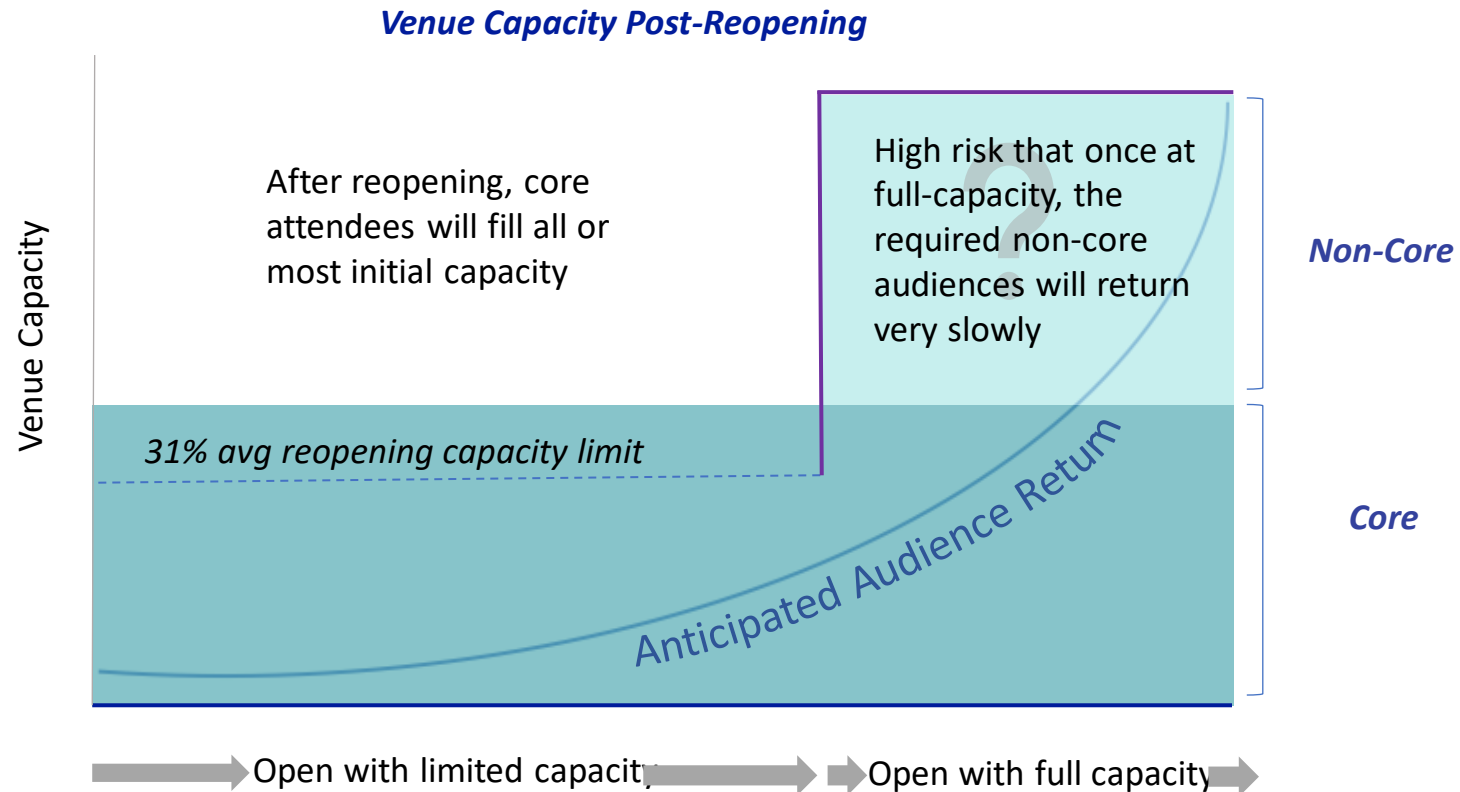 Venue Capacity Post-Reopening
Venue Capacity
After reopening, core
attendees will fill all or
most initial capacity
?
High risk that once at
full-capacity, the
required non-core
audiences will return
very slowly
Non-Core
31% avg reopening capacity limit
Anticipated Audience Return
Core
Open with limited capacity
Open with full capacity